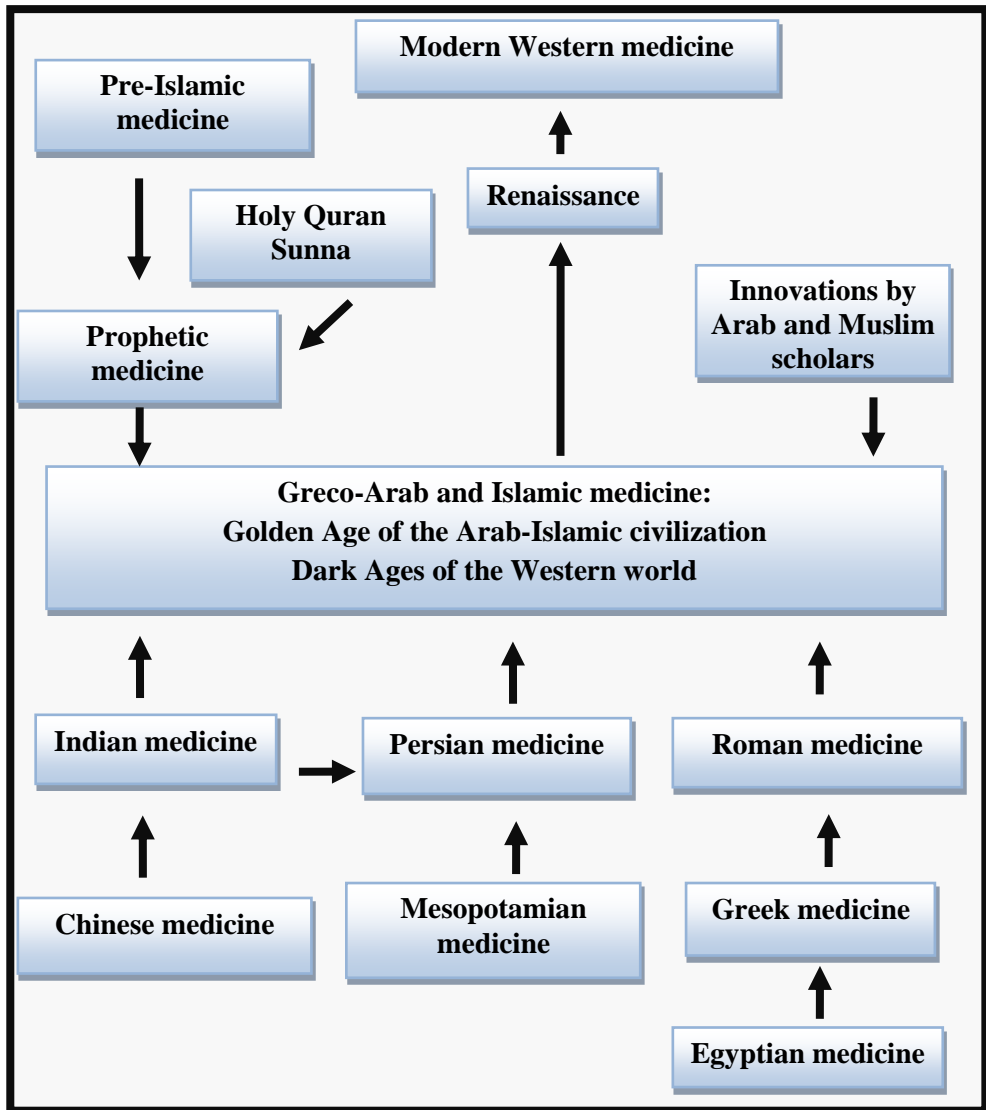 Modern Western medicine
Pre-Islamic
medicine
Renaissance
Holy Quran
Sunna
Innovations by
Arab and Muslim
scholars
Prophetic
medicine
Greco-Arab and Islamic medicine:
Golden Age of the Arab-Islamic civilization
Dark Ages of the Western world
Indian medicine
Persian medicine
Roman medicine
Chinese medicine
Mesopotamian
medicine
Greek medicine
Egyptian medicine